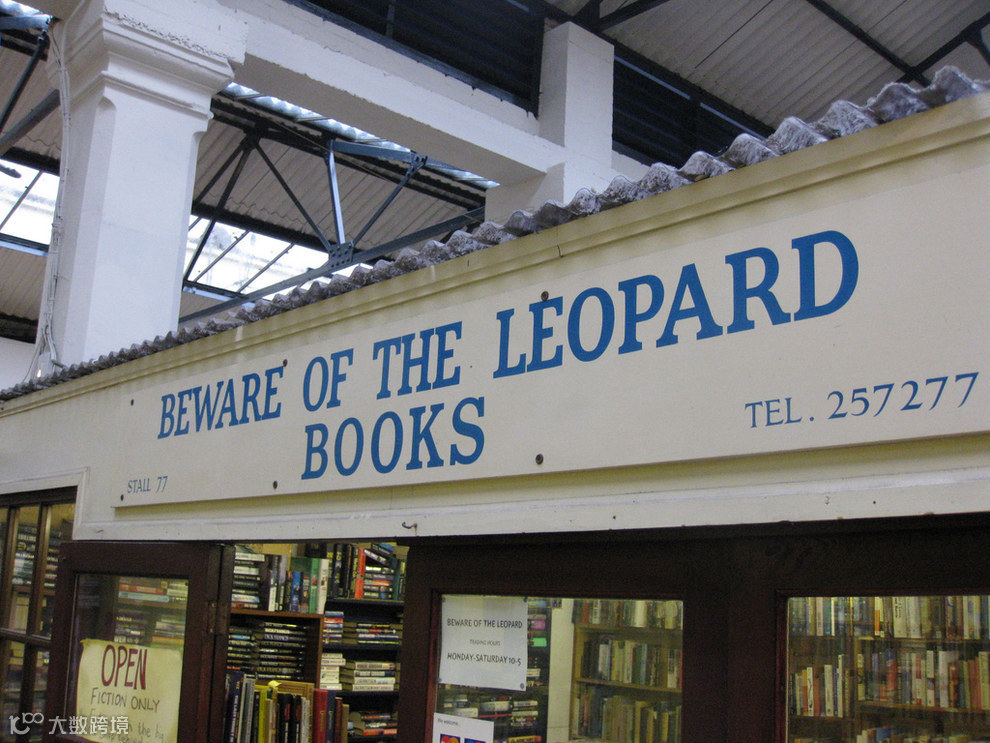 BEWARE OF THE LEOPARD
BOOKS
TEL. 257277
STALL 77
BEWARE OF THE LEOPARD
MONDAY-SATURDAY 10-5
OPEN
FICTION ONLY
大数跨境